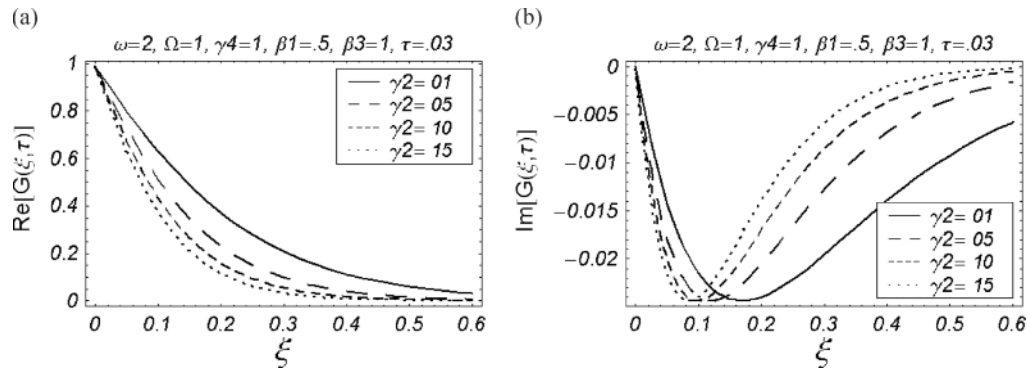 (a)
ω=2, Ω=1, γ4=1, β1=.5, β3=1, τ=.03
Re[G(ξ,τ)]
1
0.8
0.6
0.4
0.2
0
γ2= 01
γ2= 05
γ2= 10
γ2= 15
0 0.1 0.2 0.3 0.4 0.5 0.6
ξ
(b)
ω=2, Ω=1, γ4=1, β1=.5, β3=1, τ=.03
Im[G(ξ,τ)]
0
−0.005
−0.01
−0.015
−0.02
γ2= 01
γ2= 05
γ2= 10
γ2= 15
0 0.1 0.2 0.3 0.4 0.5 0.6
ξ